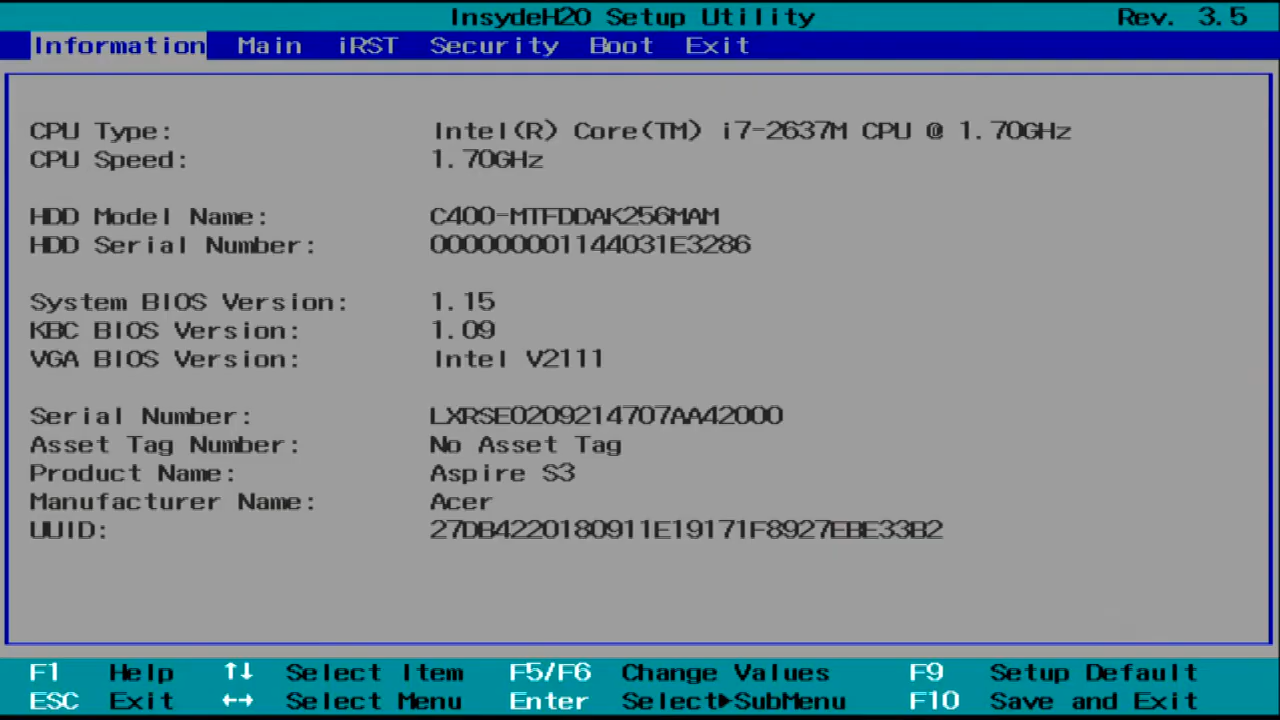 InsydeH2O Setup Utility Rev. 3.5
Information Main iRST Security Boot Exit
CPU Type: Intel(R) Core(TM) i7-2637M CPU @ 1.70GHz
CPU Speed: 1.70GHz
HDD Model Name: C400-MTFDDAK256MAM
HDD Serial Number: 000000001144031E3286
System BIOS Version: 1.15
KBC BIOS Version: 1.09
VGA BIOS Version: Intel V2111
Serial Number: LXRSE0209214707AA42000
Asset Tag Number: No Asset Tag
Product Name: Aspire S3
Manufacturer Name: Acer
UUID: 27DB4220180911E19171F8927EBE33B2
F1 Help ↑↓ Select Item F5/F6 Change Values F9 Setup Default
ESC Exit ↔ Select Menu Enter Select▶SubMenu F10 Save and Exit